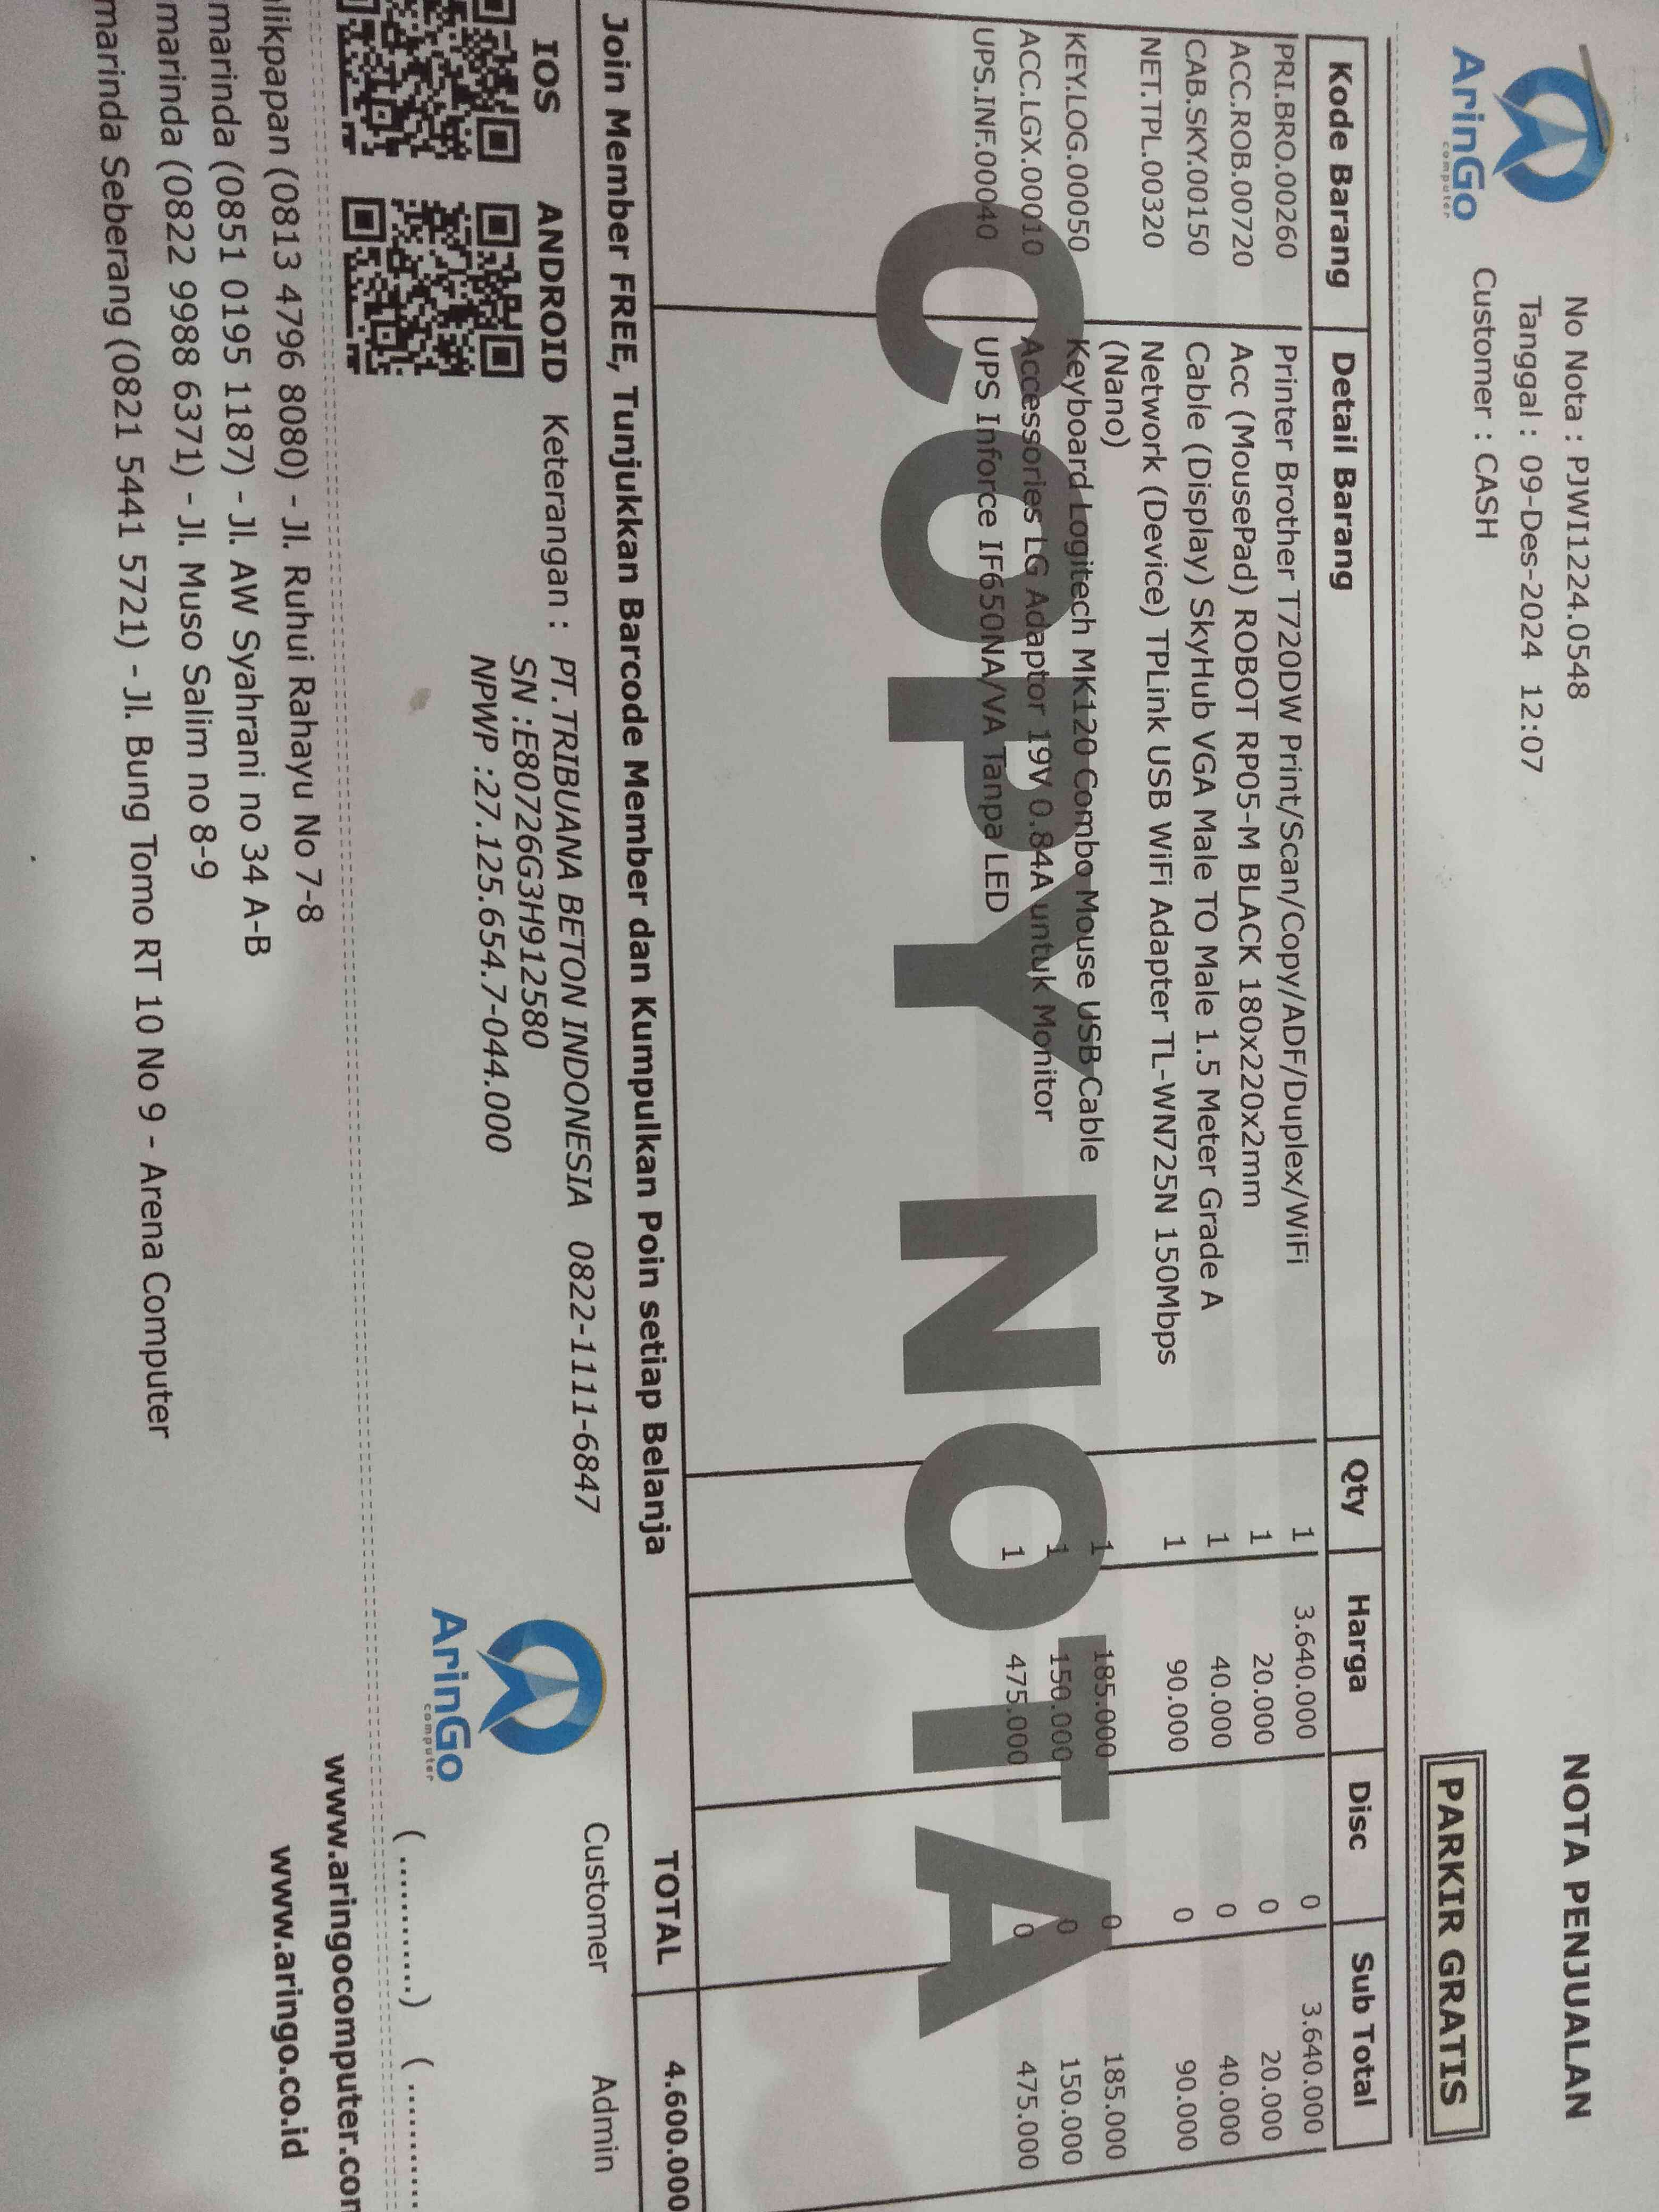 ArinGo
computer
No Nota : PJWI1224.0548
Tanggal : 09-Des-2024 12:07
Customer : CASH
NOTA PENJUALAN
PARKIR GRATIS
Kode Barang Detail Barang Qty Harga Disc Sub Total
PRI.BRO.00260 Printer Brother T720DW Print/Scan/Copy/ADF/Duplex/WiFi 1 3.640.000 0 3.640.000
ACC.ROB.00720 Acc (MousePad) ROBOT RP05-M BLACK 180x220x2mm 1 20.000 0 20.000
CAB.SKY.00150 Cable (Display) SkyHub VGA Male TO Male 1.5 Meter Grade A 1 40.000 0 40.000
NET.TPL.00320 Network (Device) TPLink USB WiFi Adapter TL-WN725N 150Mbps 1 90.000 0 90.000
(Nano)
KEY.LOG.00050 Keyboard Logitech MK120 Combo Mouse USB Cable 1 185.000 0 185.000
ACC.LGX.00010 Accessories LG Adaptor 19V 0.84A untuk Monitor 1 150.000 0 150.000
UPS.INF.00040 UPS Inforce IF650NA/VA Tanpa LED 1 475.000 0 475.000
COPY NOTA
Join Member FREE, Tunjukkan Barcode Member dan Kumpulkan Poin setiap Belanja TOTAL 4.600.000
IOS ANDROID
Keterangan : PT.TRIBUANA BETON INDONESIA 0822-1111-6847
SN :E80726G3H912580
NPWP :27.125.654.7-044.000
ArinGo
computer
Customer Admin
(...........) (..........
likpapan (0813 4796 8080) - Jl. Ruhui Rahayu No 7-8
marinda (0851 0195 1187) - Jl. AW Syahrani no 34 A-B
marinda (0822 9988 6371) - Jl. Muso Salim no 8-9
marinda Seberang (0821 5441 5721) - Jl. Bung Tomo RT 10 No 9 - Arena Computer
www.aringocomputer.com
www.aringo.co.id